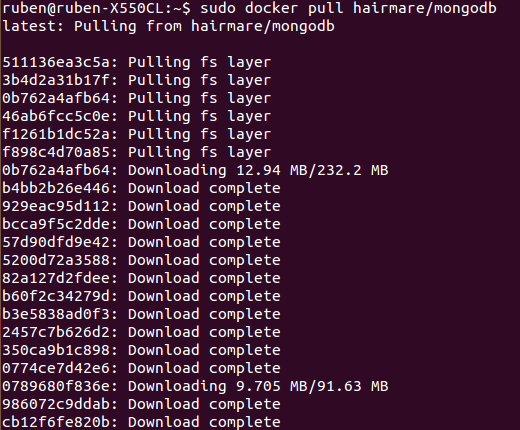 ruben@ruben-X550CL:~$ sudo docker pull hairmare/mongodb
latest: Pulling from hairmare/mongodb
511136ea3c5a: Pulling fs layer
3b4d2a31b17f: Pulling fs layer
0b762a4afb64: Pulling fs layer
46ab6fcc5c0e: Pulling fs layer
f1261b1dc52a: Pulling fs layer
f898c4d70a85: Pulling fs layer
0b762a4afb64: Downloading 12.94 MB/232.2 MB
b4bb2b26e446: Download complete
929eac95d112: Download complete
bcca9f5c2dde: Download complete
57d90dfd9e42: Download complete
5200d72a3588: Download complete
82a127d2fdee: Download complete
b60f2c34279d: Download complete
b3e5838ad0f3: Download complete
2457c7b626d2: Download complete
350ca9b1c898: Download complete
0774ce7d42e6: Download complete
0789680f836e: Downloading 9.705 MB/91.63 MB
986072c9ddab: Download complete
cb12f6fe820b: Download complete